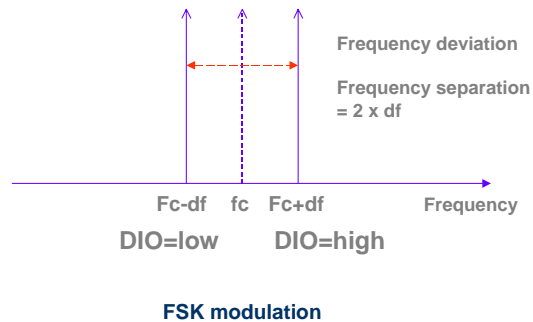 Frequency deviation
Frequency separation
= 2 x df
Fc-df fc Fc+df Frequency
DIO=low DIO=high
FSK modulation